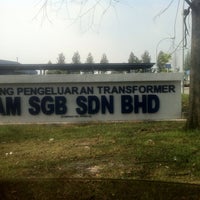 NG PENGELUARAN TRANSFORMER
AM SGB SDN BHD